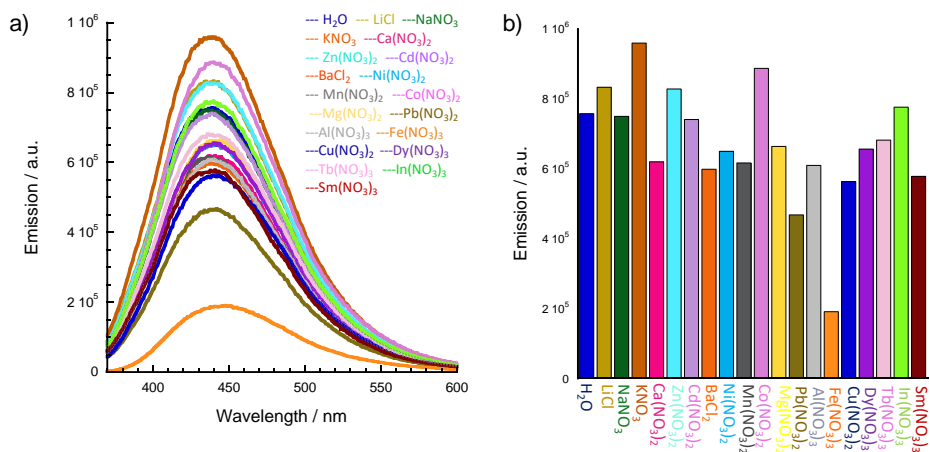 a)
--- H₂O --- LiCl ---NaNO₃
--- KNO₃ ---Ca(NO₃)₂
---Zn(NO₃)₂ ---Cd(NO₃)₂
---BaCl₂ ---Ni(NO₃)₂
---Mn(NO₃)₂ ---Co(NO₃)₂
---Mg(NO₃)₂ ---Pb(NO₃)₂
---Al(NO₃)₃ ---Fe(NO₃)₃
---Cu(NO₃)₂ ---Dy(NO₃)₃
---Tb(NO₃)₃ ---In(NO₃)₃
---Sm(NO₃)₃
Emission / a.u.
1 10⁶
8 10⁵
6 10⁵
4 10⁵
2 10⁵
0
400 450 500 550 600
Wavelength / nm
b)
Emission / a.u.
1 10⁶
8 10⁵
6 10⁵
4 10⁵
2 10⁵
0
H₂O
LiCl
NaNO₃
KNO₃
Ca(NO₃)₂
Zn(NO₃)₂
Cd(NO₃)₂
BaCl₂
Ni(NO₃)₂
Mn(NO₃)₂
Co(NO₃)₂
Mg(NO₃)₂
Pb(NO₃)₂
Al(NO₃)₃
Fe(NO₃)₃
Cu(NO₃)₂
Dy(NO₃)₃
Tb(NO₃)₃
In(NO₃)₃
Sm(NO₃)₃